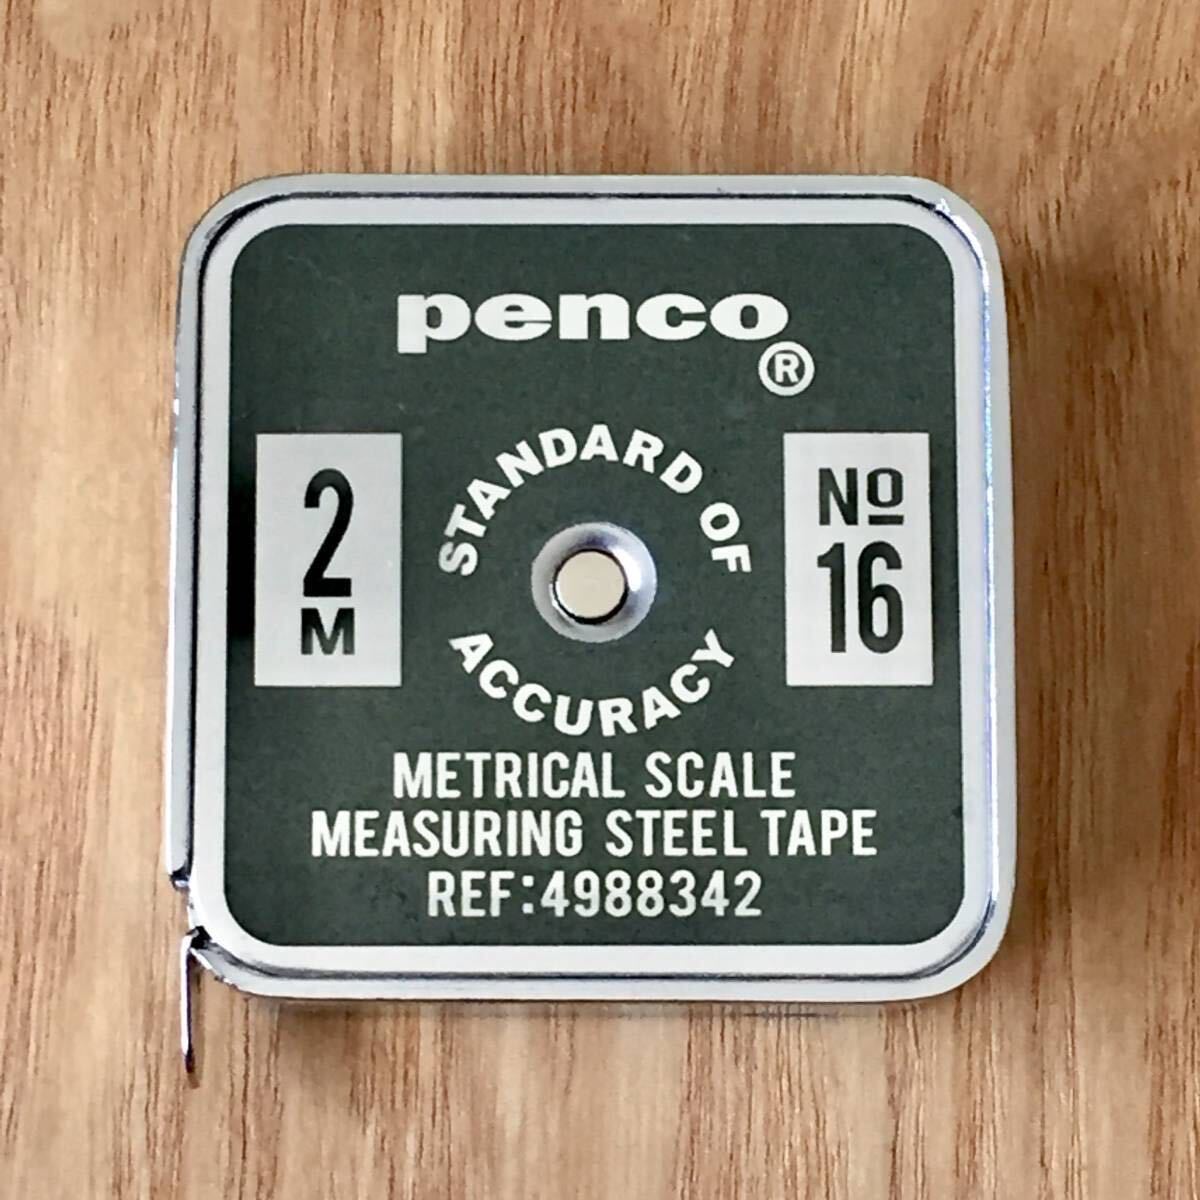 penco®
STANDARD OF
ACCURACY
2
M
Nº
16
METRICAL SCALE
MEASURING STEEL TAPE
REF:4988342